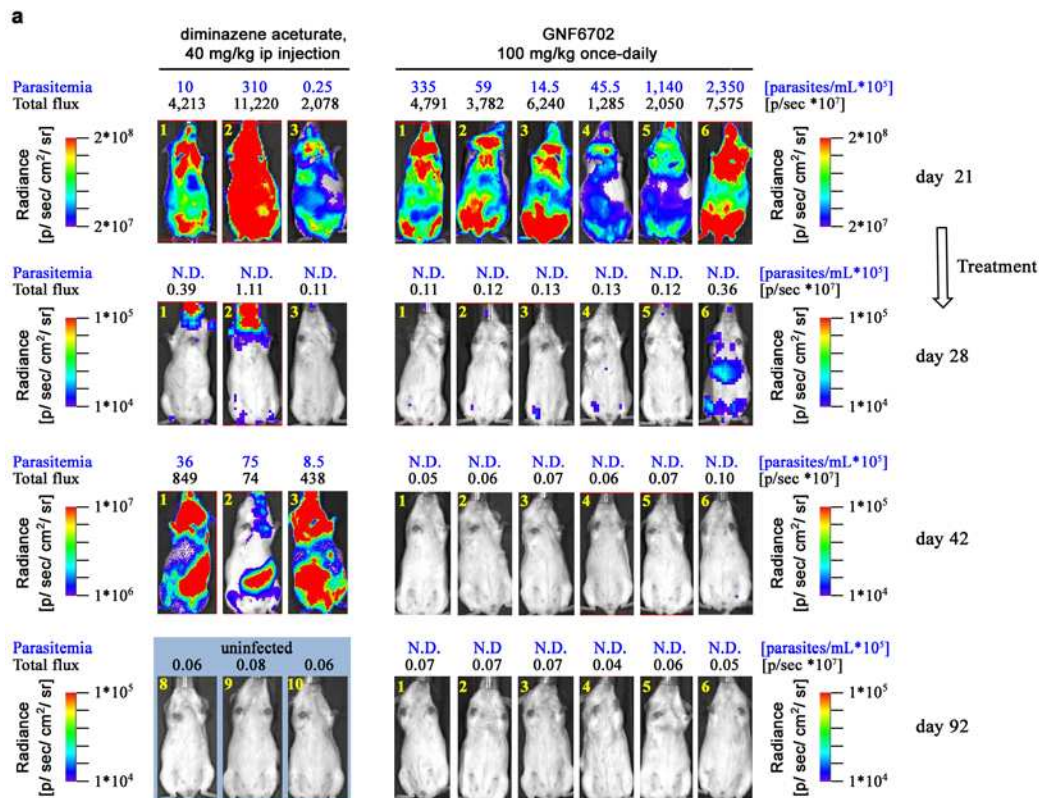 a
diminazene aceturate,
40 mg/kg ip injection
GNF6702
100 mg/kg once-daily
Parasitemia 10 310 0.25 335 59 14.5 45.5 1,140 2,350 [parasites/mL*10⁵]
Total flux 4,213 11,220 2,078 4,791 3,782 6,240 1,285 2,050 7,575 [p/sec *10⁷]
Radiance
[p/ sec/ cm²/ sr]
2*10⁸
2*10⁷
1 2 3 1 2 3 4 5 6
Radiance
[p/ sec/ cm²/ sr]
2*10⁸
2*10⁷
day 21
Treatment
Parasitemia N.D. N.D. N.D. N.D. N.D. N.D. N.D. N.D. N.D. [parasites/mL*10⁵]
Total flux 0.39 1.11 0.11 0.11 0.12 0.13 0.13 0.12 0.36 [p/sec *10⁷]
Radiance
[p/ sec/ cm²/ sr]
1*10⁵
1*10⁴
1 2 3 1 2 3 4 5 6
Radiance
[p/ sec/ cm²/ sr]
1*10⁵
1*10⁴
day 28
Parasitemia 36 75 8.5 N.D. N.D. N.D. N.D. N.D. N.D. [parasites/mL*10⁵]
Total flux 849 74 438 0.05 0.06 0.07 0.06 0.07 0.10 [p/sec *10⁷]
Radiance
[p/ sec/ cm²/ sr]
1*10⁷
1*10⁶
1 2 3 1 2 3 4 5 6
Radiance
[p/ sec/ cm²/ sr]
1*10⁷
1*10⁶
day 42
Parasitemia uninfected N.D. N.D N.D. N.D. N.D. N.D. [parasites/mL*10⁵]
Total flux 0.06 0.08 0.06 0.07 0.07 0.07 0.04 0.06 0.05 [p/sec *10⁷]
Radiance
[p/ sec/ cm²/ sr]
1*10⁵
1*10⁴
8 9 10 1 2 3 4 5 6
Radiance
[p/ sec/ cm²/ sr]
1*10⁵
1*10⁴
day 92